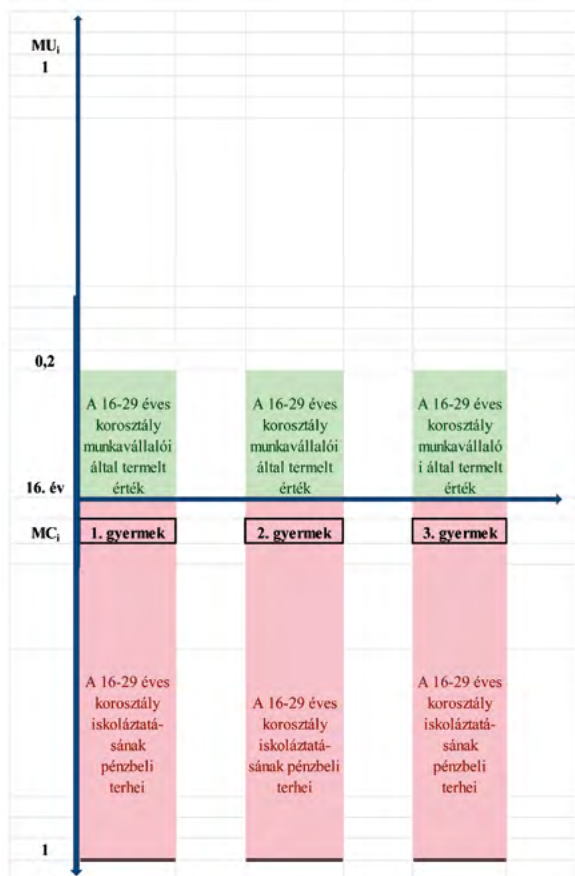 MUi
1
0,2
A 16-29 éves
korosztály
munkavállalói
által termelt
érték
A 16-29 éves
korosztály
munkavállalói
által termelt
érték
A 16-29 éves
korosztály
munkavállaló
i által termelt
érték
16. év
MCi
1. gyermek
2. gyermek
3. gyermek
A 16-29 éves
korosztály
iskoláztatá-
sának
pénzbeli
terhei
A 16-29 éves
korosztály
iskoláztatá-
sának pénzbeli
terhei
A 16-29 éves
korosztály
iskoláztatá-
sának
pénzbeli
terhei
1